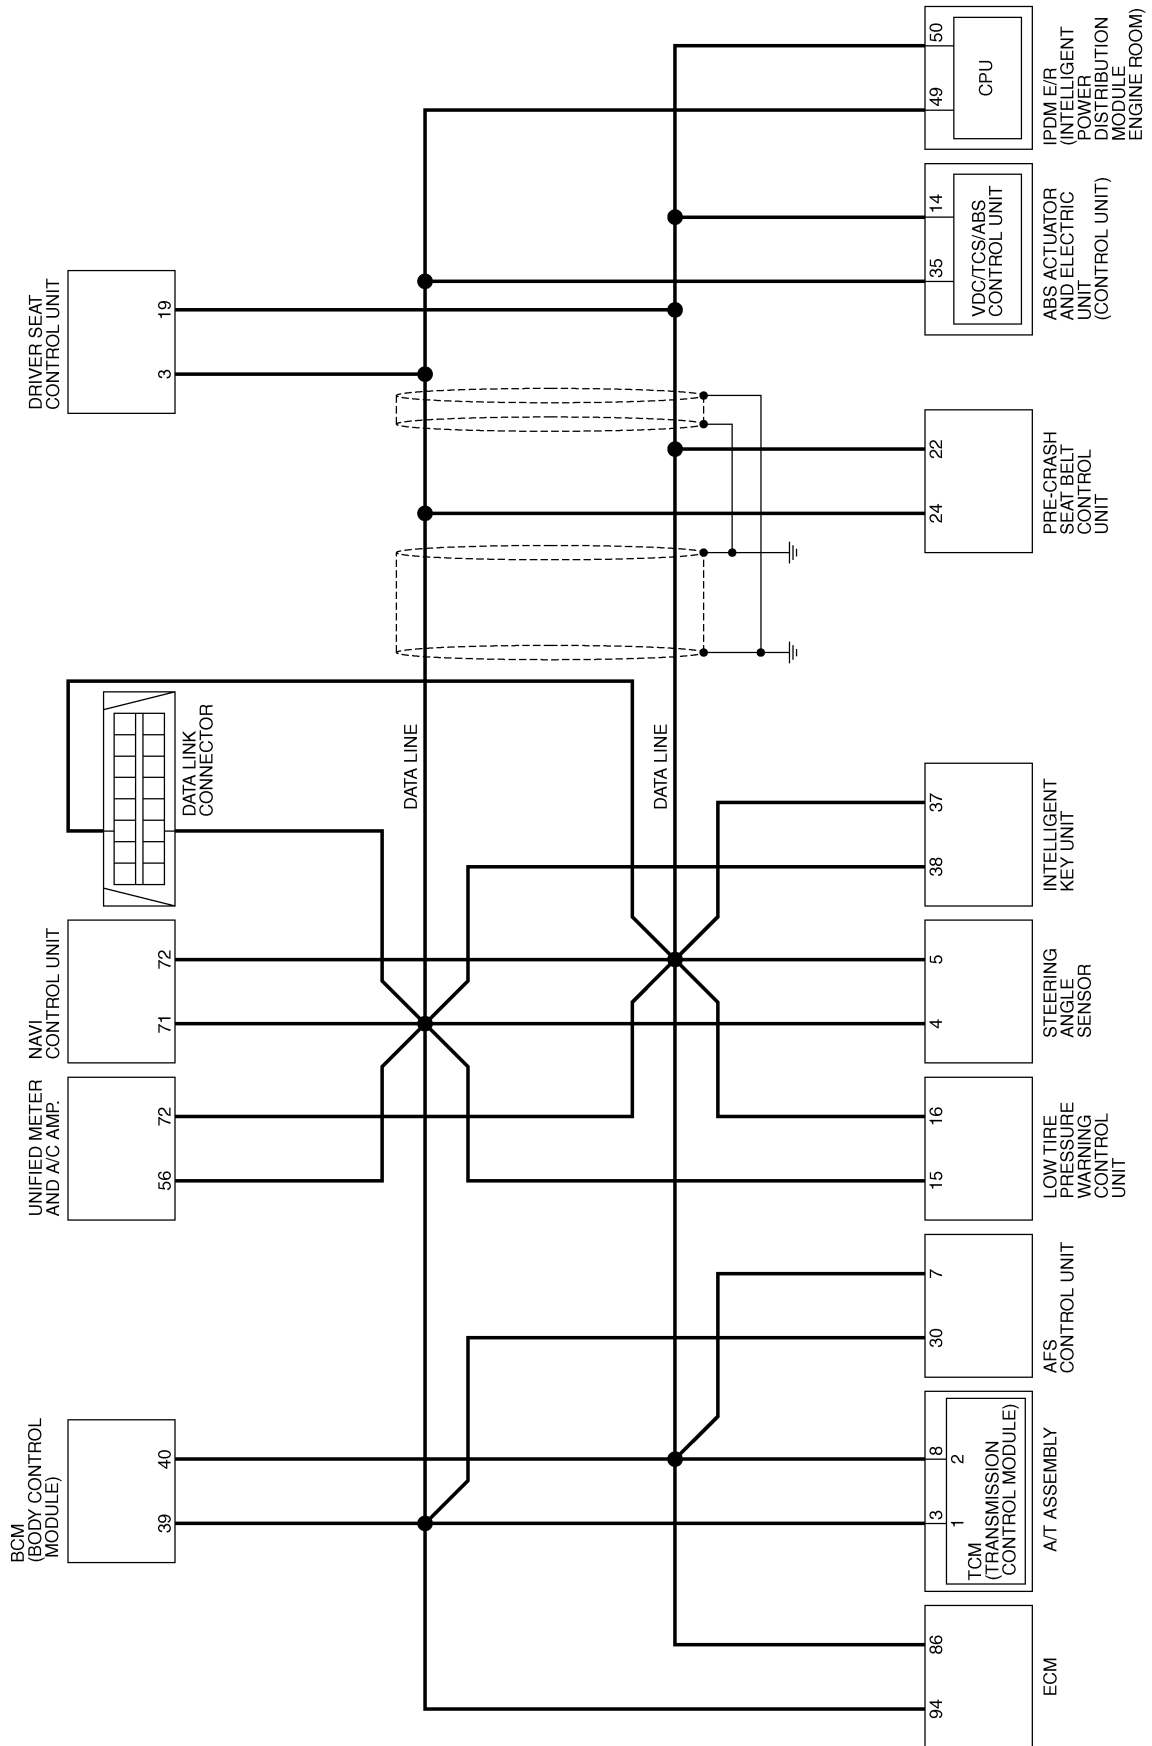 BCM
(BODY CONTROL
MODULE)
39
40
UNIFIED METER
AND A/C AMP.
56
72
NAVI
CONTROL UNIT
71
72
DATA LINK
CONNECTOR
DRIVER SEAT
CONTROL UNIT
3
19
DATA LINE
DATA LINE
94
86
ECM
3
8
1
2
TCM
(TRANSMISSION
CONTROL MODULE)
A/T ASSEMBLY
30
7
AFS
CONTROL UNIT
15
16
LOW TIRE
PRESSURE
WARNING
CONTROL
UNIT
4
5
STEERING
ANGLE
SENSOR
38
37
INTELLIGENT
KEY UNIT
24
22
PRE-CRASH
SEAT BELT
CONTROL
UNIT
35
14
VDC/TCS/ABS
CONTROL UNIT
ABS ACTUATOR
AND ELECTRIC
UNIT
(CONTROL UNIT)
49
50
CPU
IPDM E/R
(INTELLIGENT
POWER
DISTRIBUTION
MODULE
ENGINE ROOM)